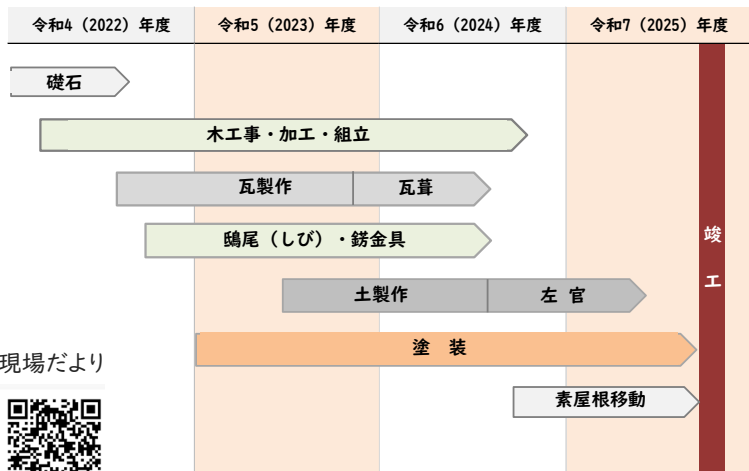 令和4（2022）年度
令和5（2023）年度
令和6（2024）年度
令和7（2025）年度
礎石
木工事・加工・組立
瓦製作
瓦葺
鴟尾（しび）・錺金具
土製作
左官
塗装
素屋根移動
竣工
現場だより